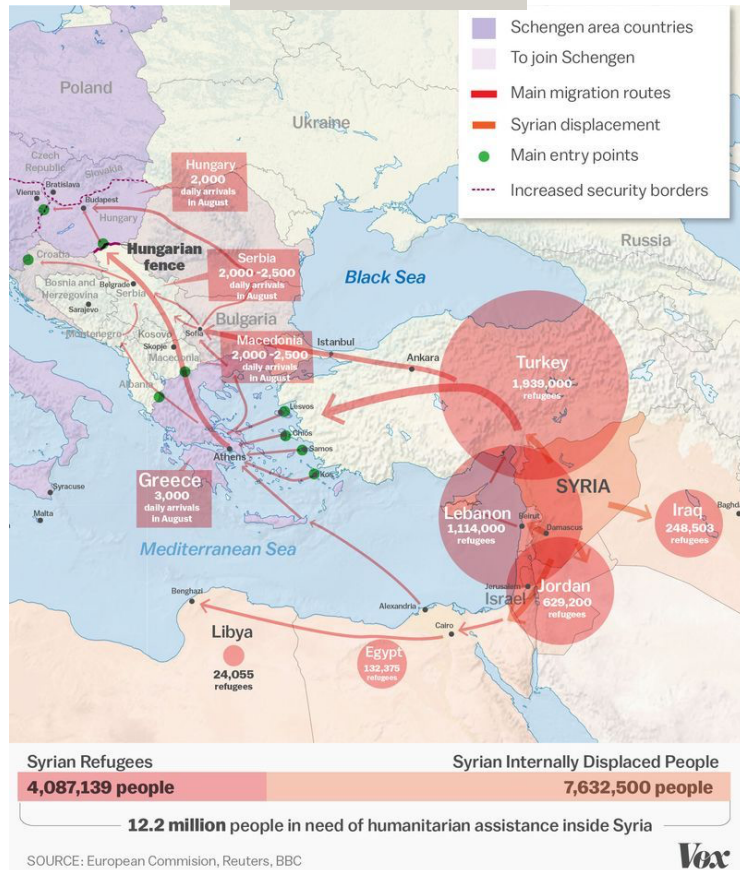 Schengen area countries
To join Schengen
Main migration routes
Syrian displacement
Main entry points
Increased security borders
Poland
Ukraine
Russia
Czech
Republic
Slovakia
Vienna
Bratislava
Budapest
Hungary
Hungary
2,000
daily arrivals
in August
Croatia
Hungarian
fence
Bosnia and
Herzegovina
Belgrade
Serbia
Sarajevo
Serbia
2,000 -2,500
daily arrivals
in August
Black Sea
Montenegro
Kosovo
Sofia
Bulgaria
Skopje
Macedonia
Macedonia
2,000 -2,500
daily arrivals
in August
Istanbul
Ankara
Turkey
1,939,000
refugees
Albania
Lesvos
Chios
Samos
Kos
Athens
Greece
3,000
daily arrivals
in August
Syracuse
Malta
Mediterranean Sea
SYRIA
Lebanon
1,114,000
refugees
Beirut
Damascus
Iraq
248,503
refugees
Baghd
Jerusalem
Israel
Jordan
629,200
refugees
Benghazi
Alexandria
Cairo
Libya
24,055
refugees
Egypt
132,375
refugees
Syrian Refugees
4,087,139 people
Syrian Internally Displaced People
7,632,500 people
12.2 million people in need of humanitarian assistance inside Syria
SOURCE: European Commision, Reuters, BBC
Vox